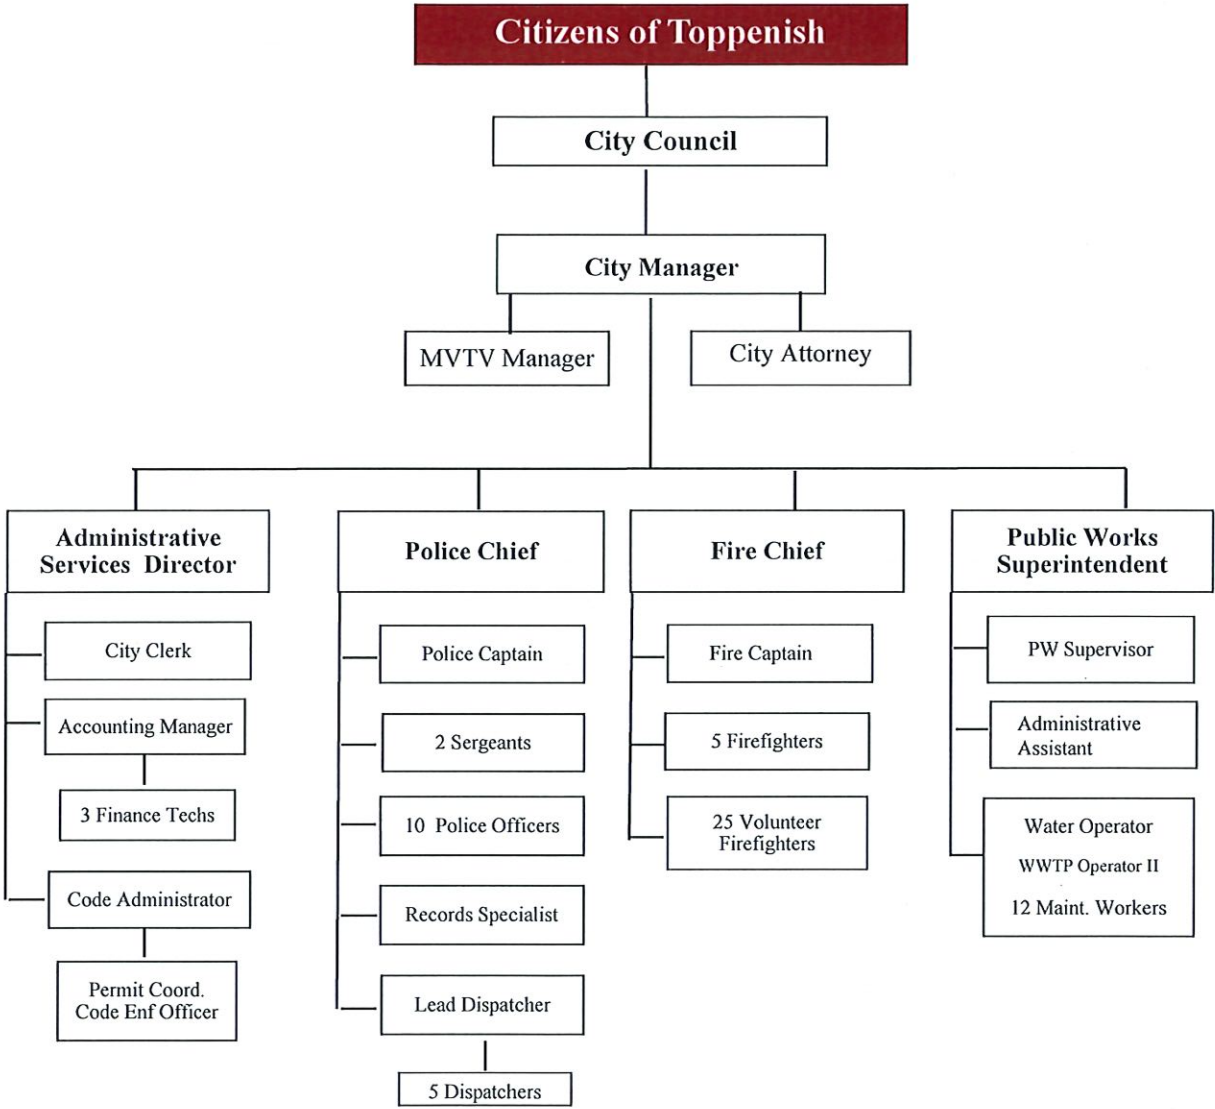 Citizens of Toppenish
City Council
City Manager
MVTV Manager
City Attorney
Administrative
Services Director
City Clerk
Accounting Manager
3 Finance Techs
Code Administrator
Permit Coord.
Code Enf Officer
Police Chief
Police Captain
2 Sergeants
10 Police Officers
Records Specialist
Lead Dispatcher
5 Dispatchers
Fire Chief
Fire Captain
5 Firefighters
25 Volunteer
Firefighters
Public Works
Superintendent
PW Supervisor
Administrative
Assistant
Water Operator
WWTP Operator II
12 Maint. Workers